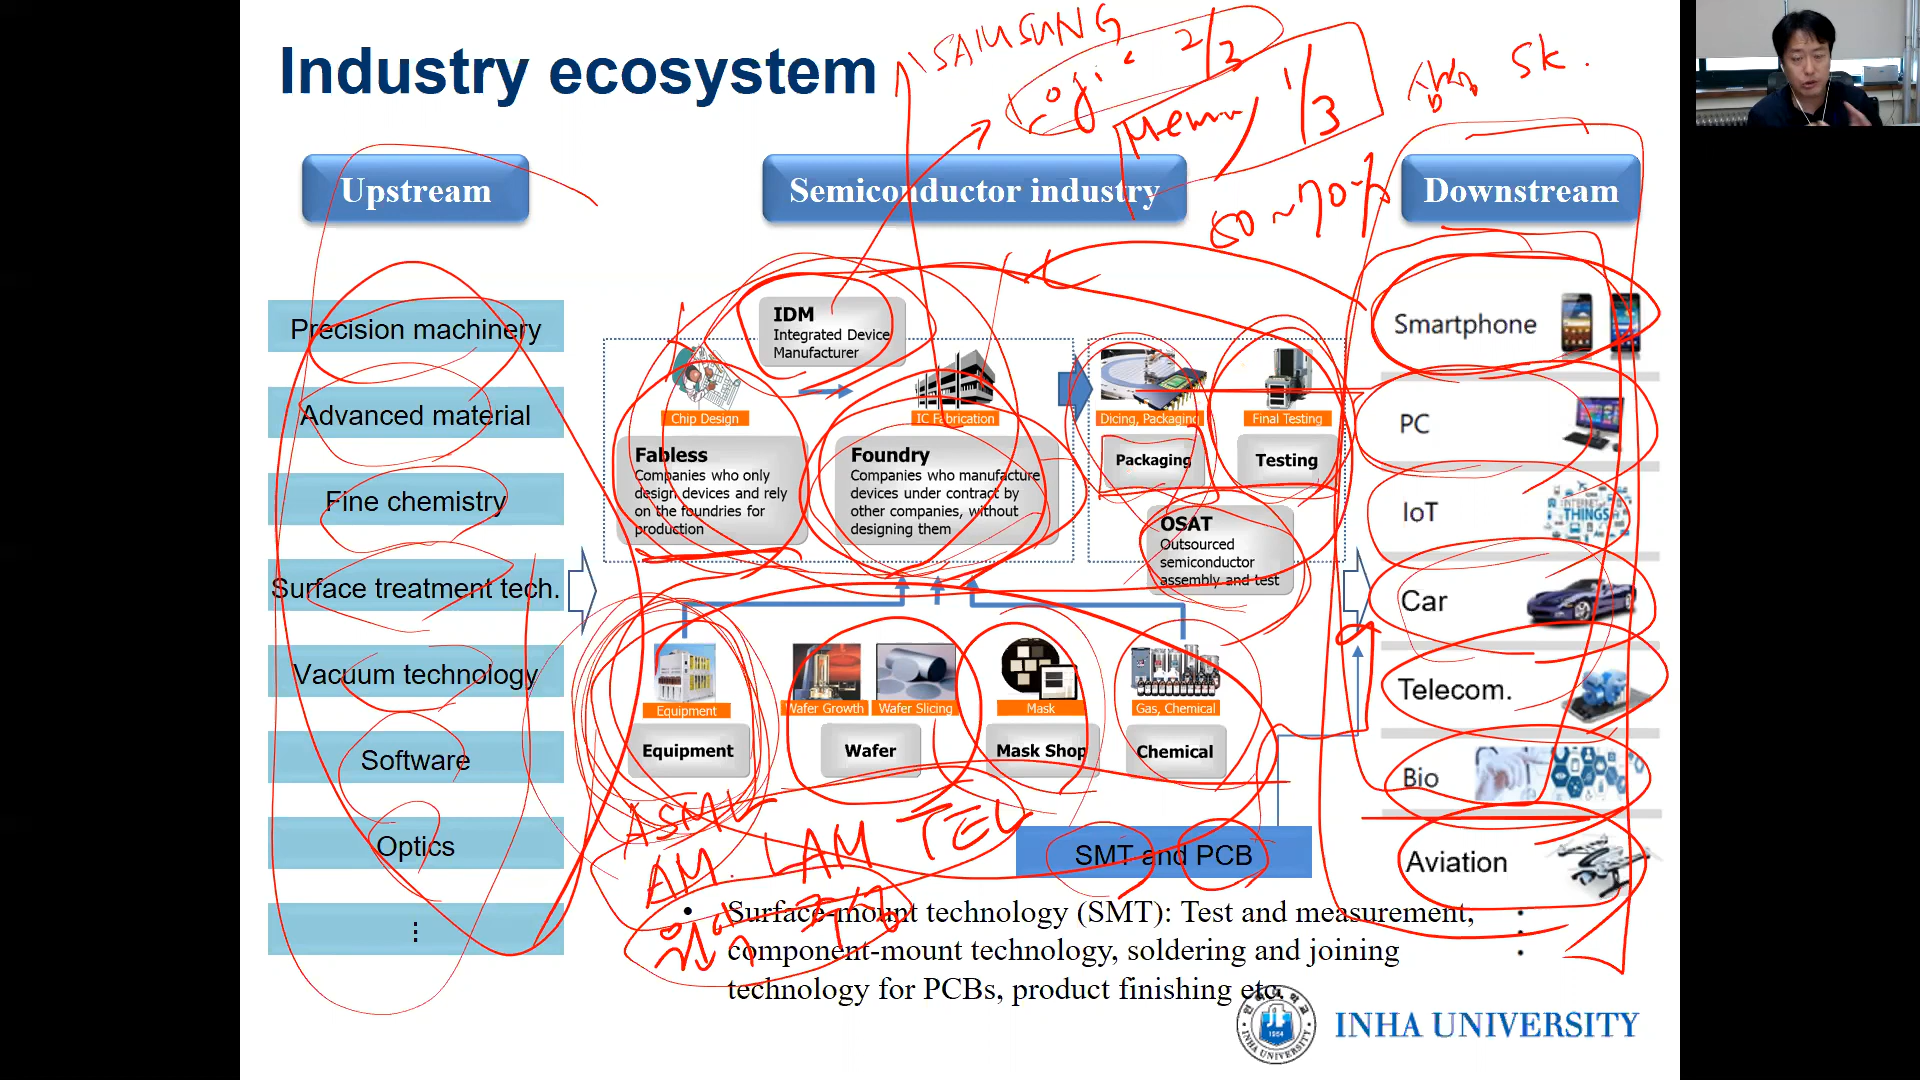 Industry ecosystem
SAMSUNG
Logic 2/3
Memory 1/3
SK.
60~70%
Upstream
Semiconductor industry
Downstream
Precision machinery
Advanced material
Fine chemistry
Surface treatment tech.
Vacuum technology
Software
Optics
⋮
IDM
Integrated Device
Manufacturer
Chip Design
IC Fabrication
Fabless
Companies who only
design devices and rely
on the foundries for
production
Foundry
Companies who manufacture
devices under contract by
other companies, without
designing them
Dicing, Packaging
Final Testing
Packaging
Testing
OSAT
Outsourced
semiconductor
assembly and test
Equipment
Wafer Growth
Wafer Slicing
Mask
Gas, Chemical
Equipment
Wafer
Mask Shop
Chemical
ASML
AM. LAM TEL
SMT and PCB
• Surface-mount technology (SMT): Test and measurement,
component-mount technology, soldering and joining
technology for PCBs, product finishing etc.
Smartphone
PC
IoT
INTERNET
THINGS
Car
Telecom.
Bio
Aviation
INHA UNIVERSITY
1954
INHA UNIVERSITY